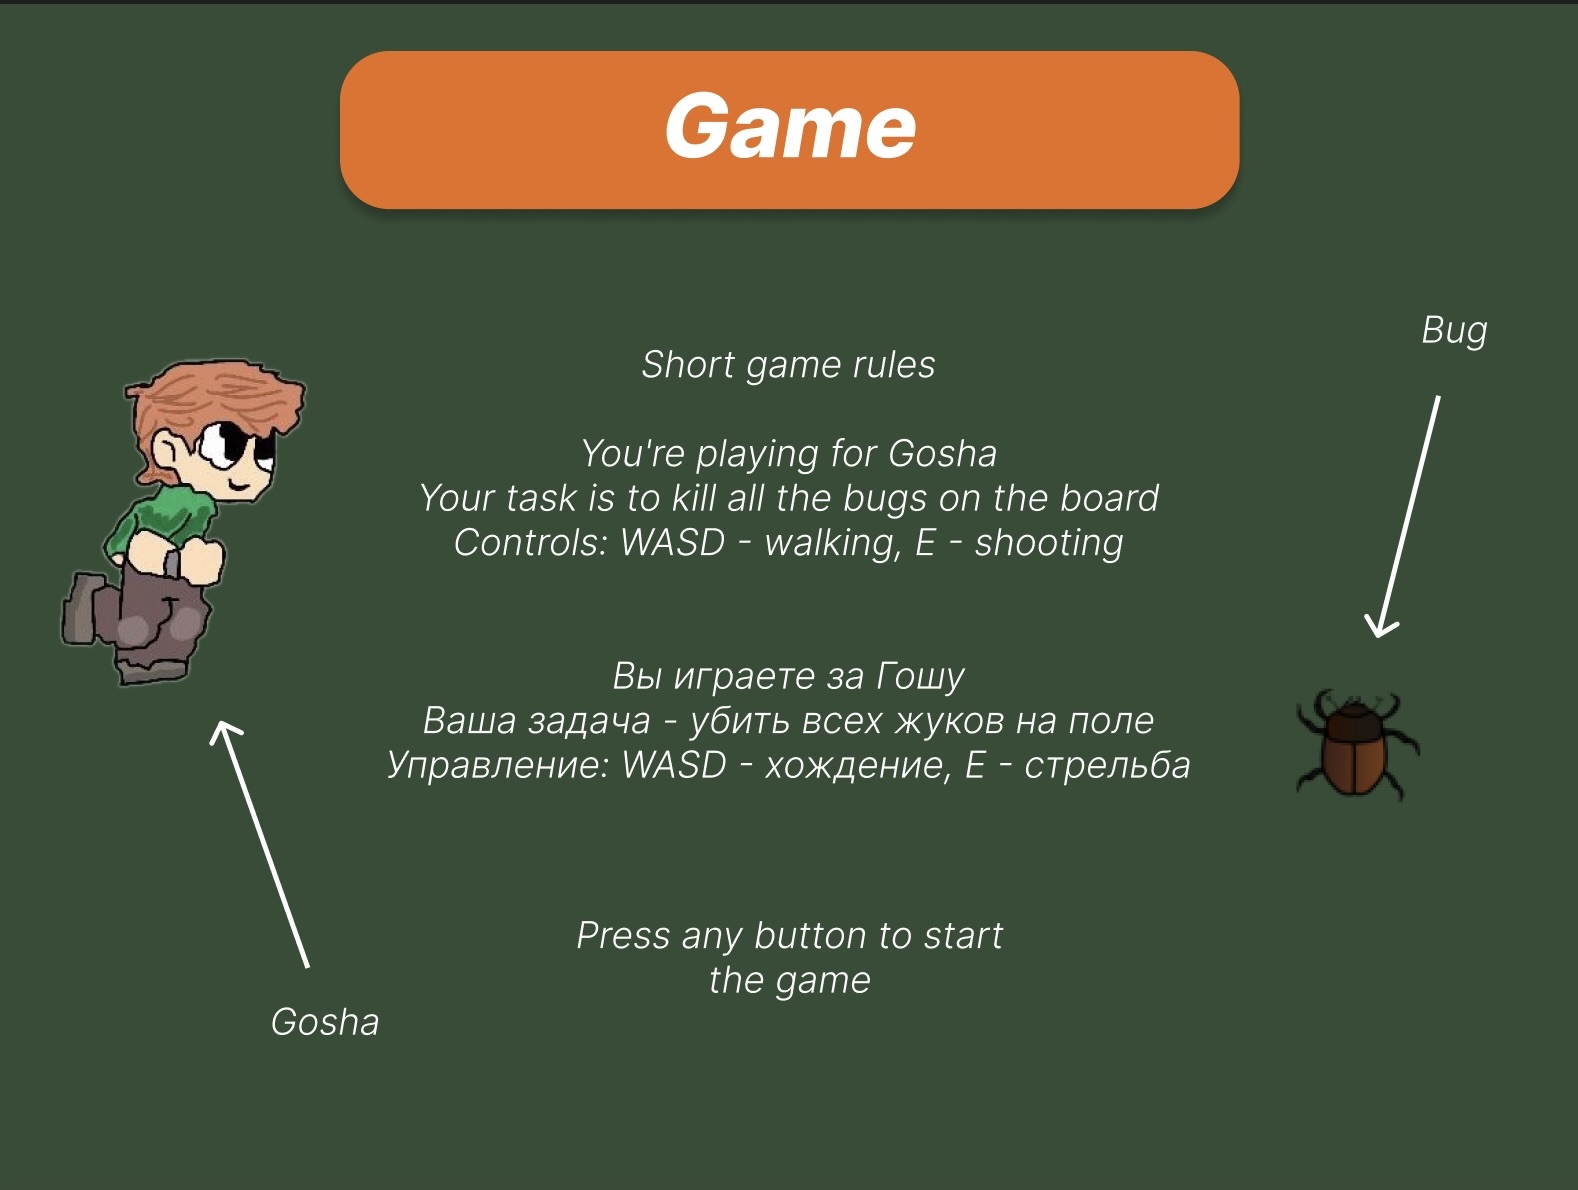 Game
Bug
Short game rules
You're playing for Gosha
Your task is to kill all the bugs on the board
Controls: WASD - walking, E - shooting
Вы играете за Гошу
Ваша задача - убить всех жуков на поле
Управление: WASD - хождение, E - стрельба
Press any button to start
the game
Gosha